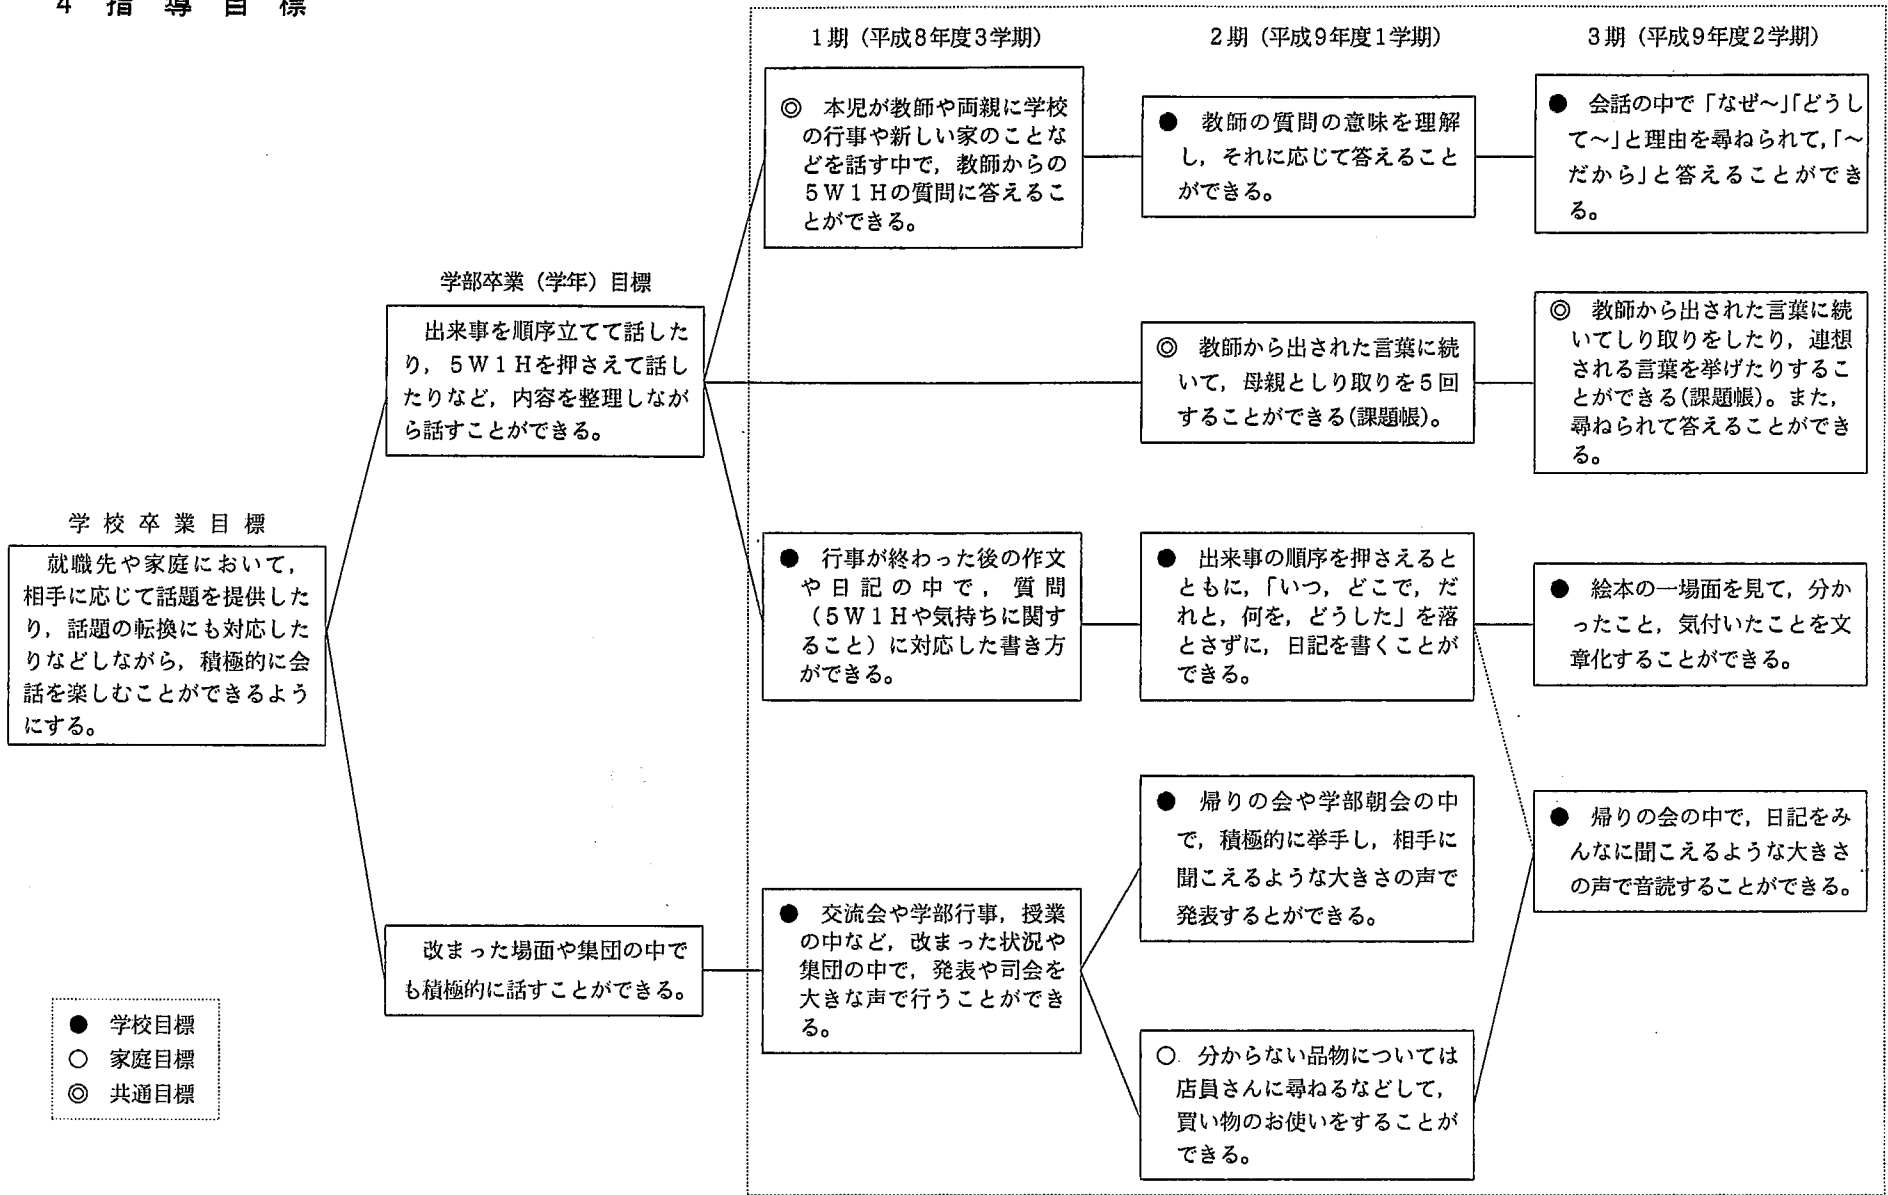 4 指導目標
1期（平成8年度3学期）
2期（平成9年度1学期）
3期（平成9年度2学期）
◎ 本児が教師や両親に学校
の行事や新しい家のことな
どを話す中で，教師からの
5W1Hの質問に答えるこ
とができる。
● 教師の質問の意味を理解
し，それに応じて答えること
ができる。
● 会話の中で「なぜ～」「どうし
て～」と理由を尋ねられて，「～
だから」と答えることができ
る。
学部卒業（学年）目標
出来事を順序立てて話した
り，5W1Hを押さえて話し
たりなど，内容を整理しなが
ら話すことができる。
◎ 教師から出された言葉に続
いて，母親としり取りを5回
することができる(課題帳)。
◎ 教師から出された言葉に続
いてしり取りをしたり，連想
される言葉を挙げたりするこ
とができる(課題帳)。また，
尋ねられて答えることができ
る。
学校卒業目標
就職先や家庭において，
相手に応じて話題を提供した
り，話題の転換にも対応した
りなどしながら，積極的に会
話を楽しむことができるよう
にする。
● 行事が終わった後の作文
や日記の中で，質問
（5W1Hや気持ちに関す
ること）に対応した書き方
ができる。
● 出来事の順序を押さえると
ともに，「いつ，どこで，だ
れと，何を，どうした」を落
とさずに，日記を書くことが
できる。
● 絵本の一場面を見て，分か
ったこと，気付いたことを文
章化することができる。
● 帰りの会や学部朝会の中
で，積極的に挙手し，相手に
聞こえるような大きさの声で
発表するとができる。
● 帰りの会の中で，日記をみ
んなに聞こえるような大きさ
の声で音読することができる。
改まった場面や集団の中で
も積極的に話すことができる。
● 交流会や学部行事，授業
の中など，改まった状況や
集団の中で，発表や司会を
大きな声で行うことができ
る。
○ 分からない品物については
店員さんに尋ねるなどして，
買い物のお使いをすることが
できる。
● 学校目標
○ 家庭目標
◎ 共通目標